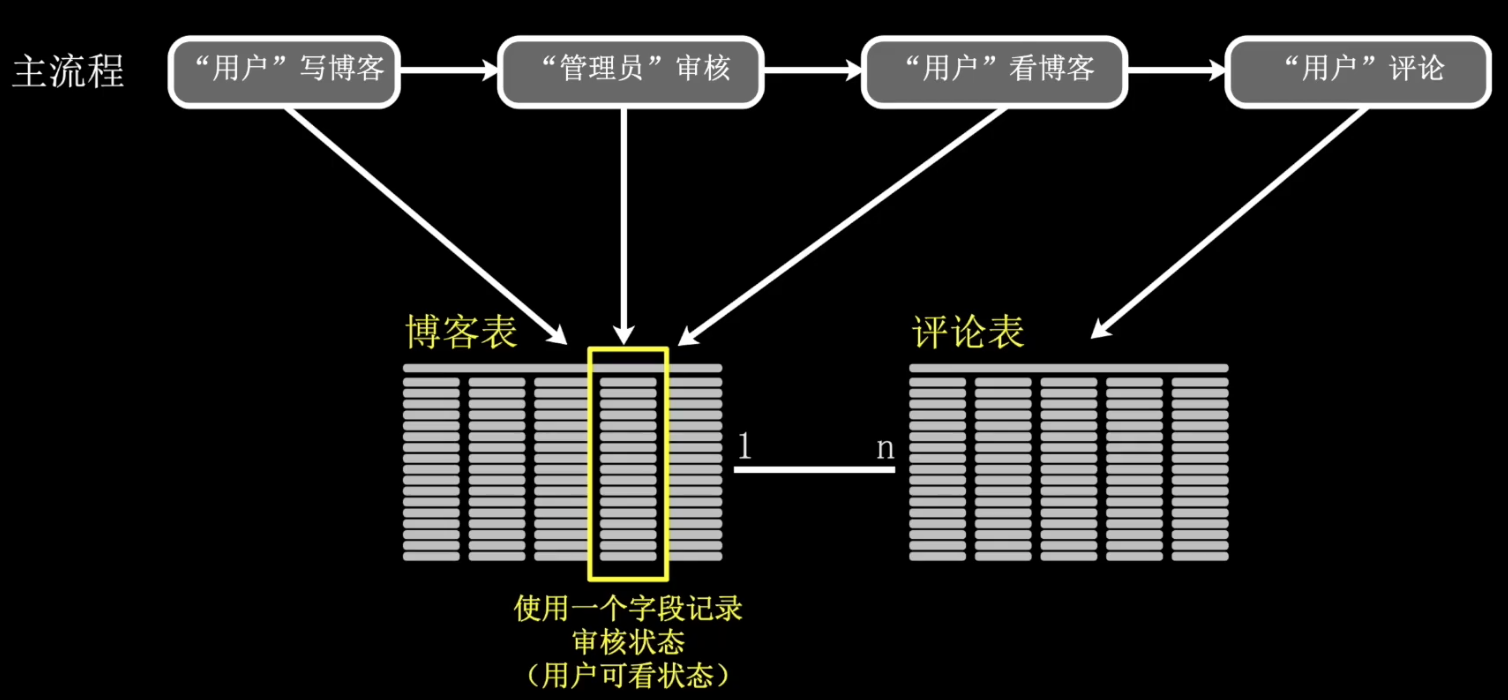 主流程
“用户”写博客
“管理员”审核
“用户”看博客
“用户”评论
博客表
评论表
1
n
使用一个字段记录
审核状态
（用户可看状态）